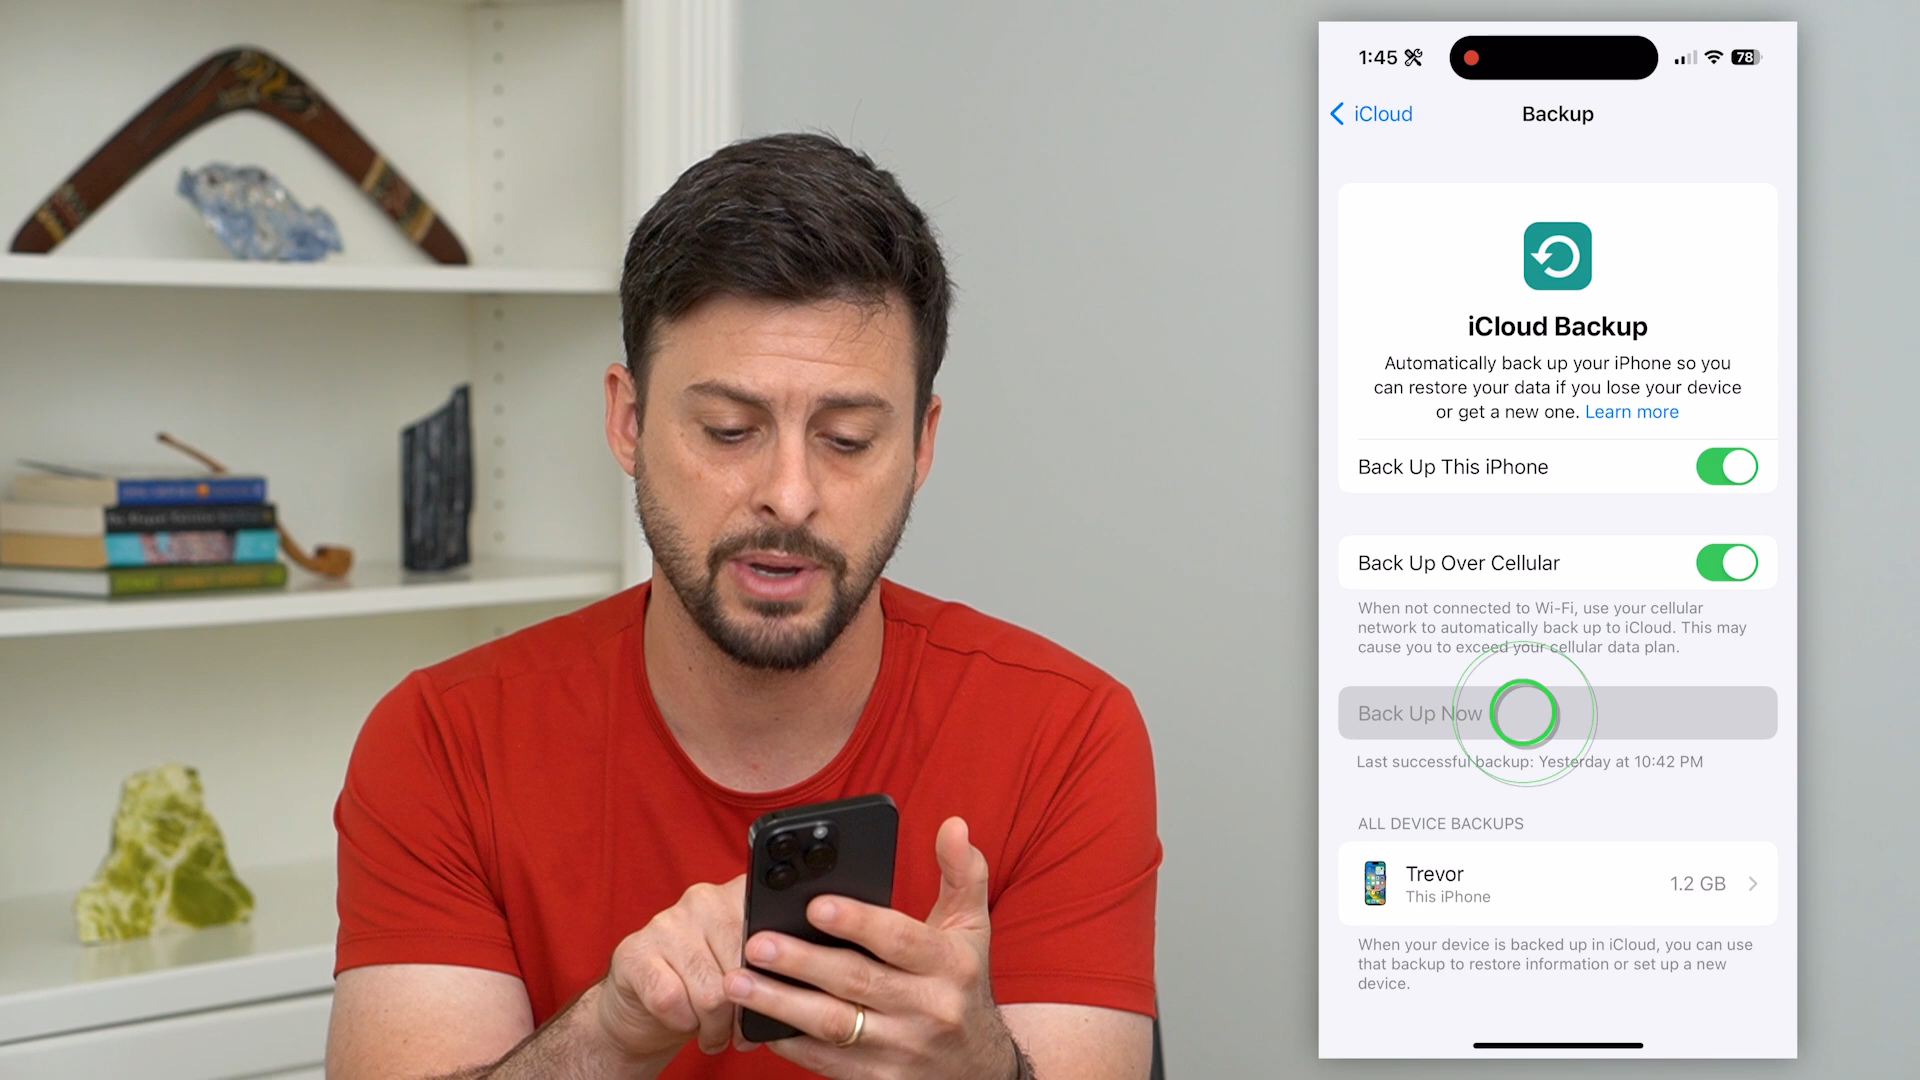 1:45
78
iCloud
Backup
iCloud Backup
Automatically back up your iPhone so you
can restore your data if you lose your device
or get a new one. Learn more
Back Up This iPhone
Back Up Over Cellular
When not connected to Wi-Fi, use your cellular
network to automatically back up to iCloud. This may
cause you to exceed your cellular data plan.
Back Up Now
Last successful backup: Yesterday at 10:42 PM
ALL DEVICE BACKUPS
Trevor
1.2 GB
This iPhone
When your device is backed up in iCloud, you can use
that backup to restore information or set up a new
device.